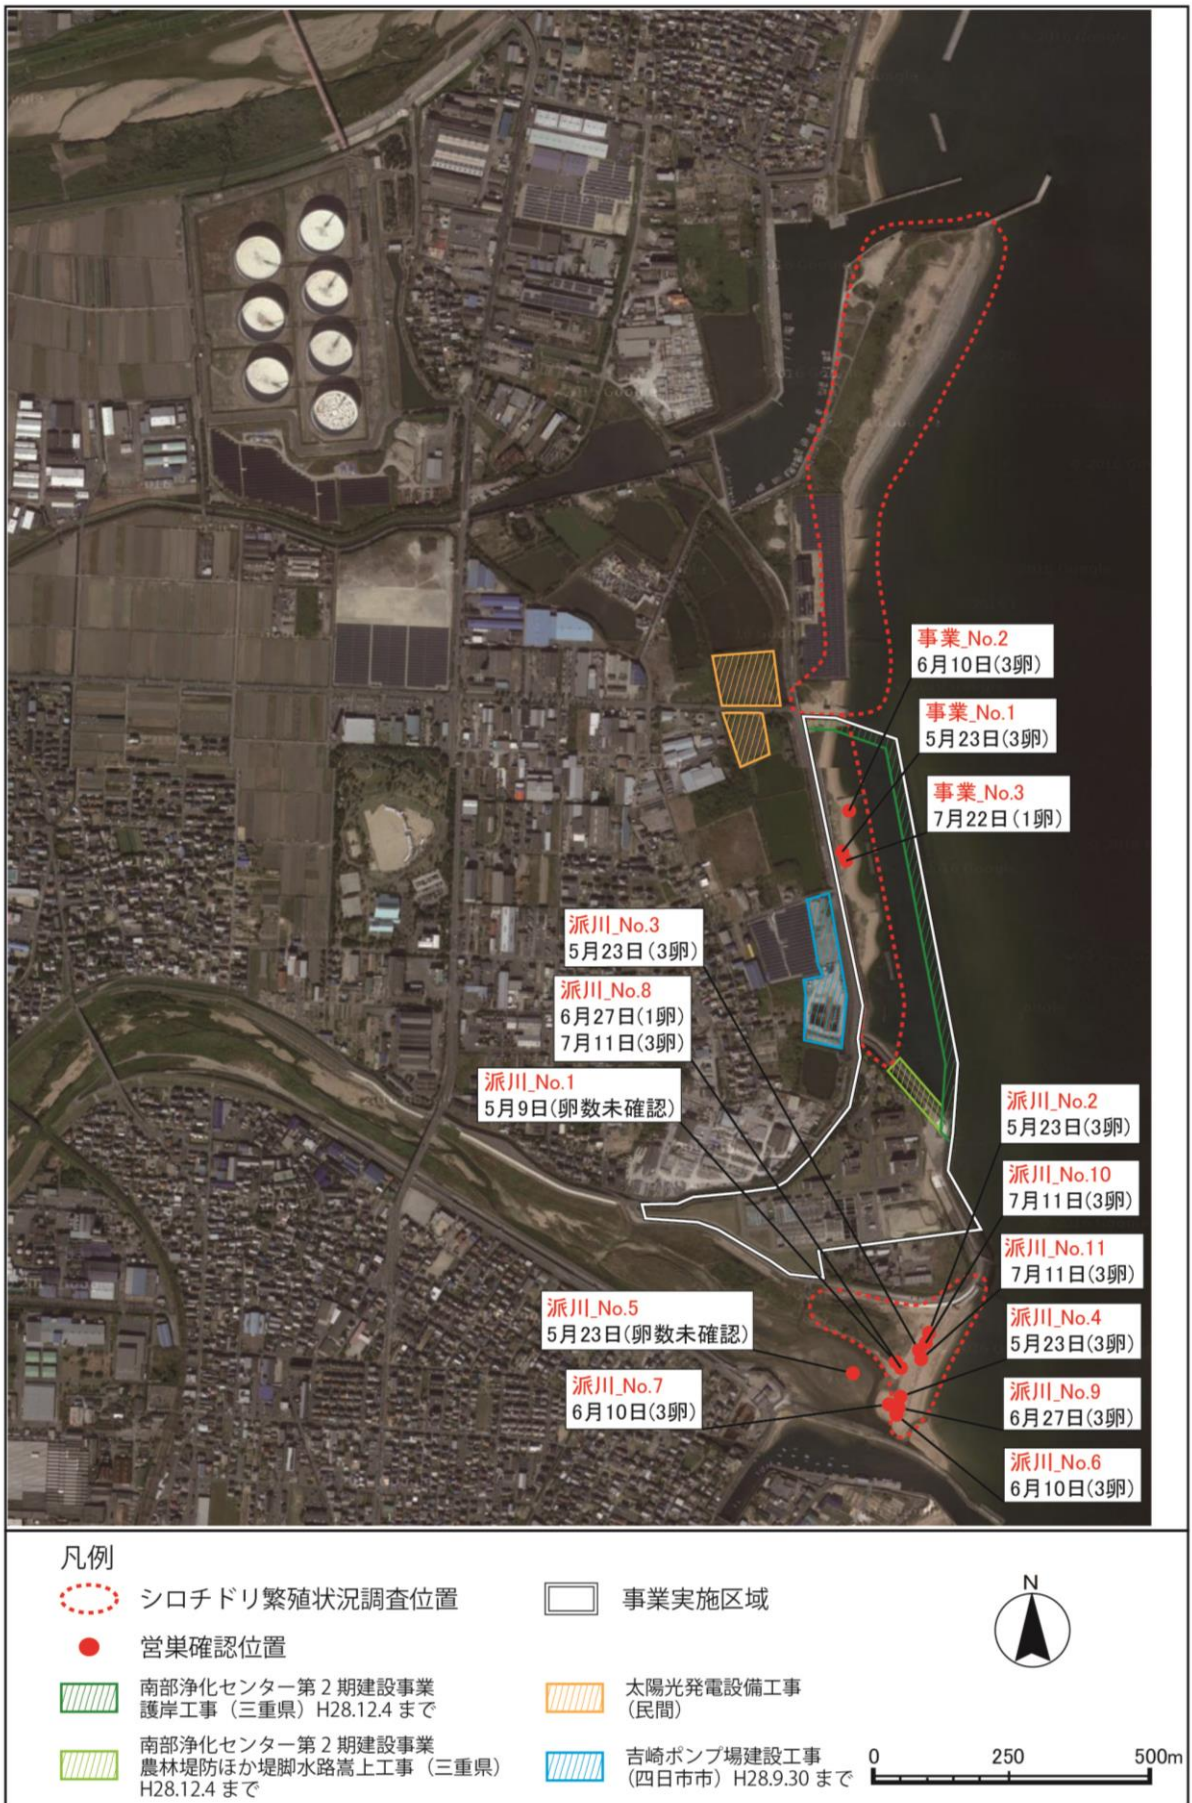 事業_No.2
6月10日(3卵)
事業_No.1
5月23日(3卵)
事業_No.3
7月22日(1卵)
派川_No.3
5月23日(3卵)
派川_No.8
6月27日(1卵)
7月11日(3卵)
派川_No.1
5月9日(卵数未確認)
派川_No.2
5月23日(3卵)
派川_No.10
7月11日(3卵)
派川_No.11
7月11日(3卵)
派川_No.5
5月23日(卵数未確認)
派川_No.4
5月23日(3卵)
派川_No.7
6月10日(3卵)
派川_No.9
6月27日(3卵)
派川_No.6
6月10日(3卵)
凡例
シロチドリ繁殖状況調査位置
事業実施区域
N
営巣確認位置
南部浄化センター第2期建設事業
護岸工事（三重県）H28.12.4 まで
太陽光発電設備工事
（民間）
南部浄化センター第2期建設事業
農林堤防ほか堤脚水路嵩上工事（三重県）
H28.12.4 まで
吉崎ポンプ場建設工事
（四日市市）H28.9.30 まで
0 250 500m